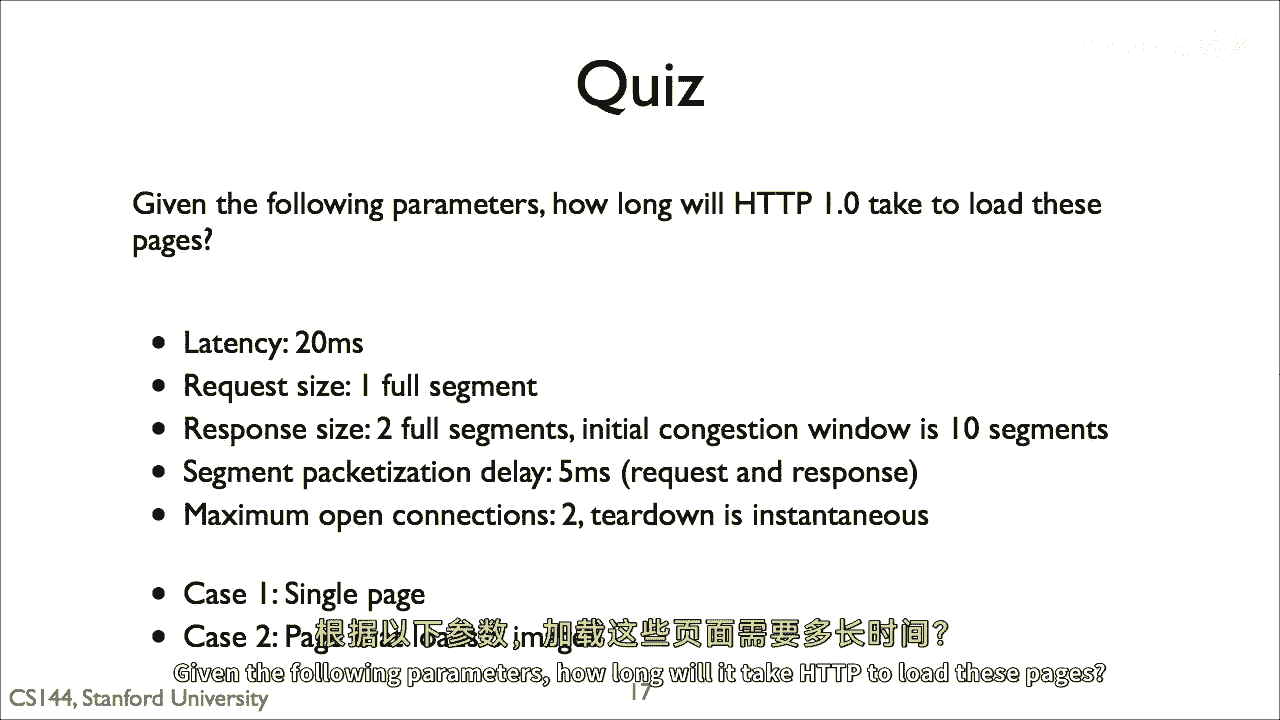 Quiz
Given the following parameters, how long will HTTP 1.0 take to load these
pages?
• Latency: 20ms
• Request size: 1 full segment
• Response size: 2 full segments, initial congestion window is 10 segments
• Segment packetization delay: 5ms (request and response)
• Maximum open connections: 2, teardown is instantaneous
• Case 1: Single page
• Case 2:
根据以下参数，加载这些页面需要多长时间？
Given the following parameters, how long will it take HTTP to load these pages?
CS144, Stanford University
17